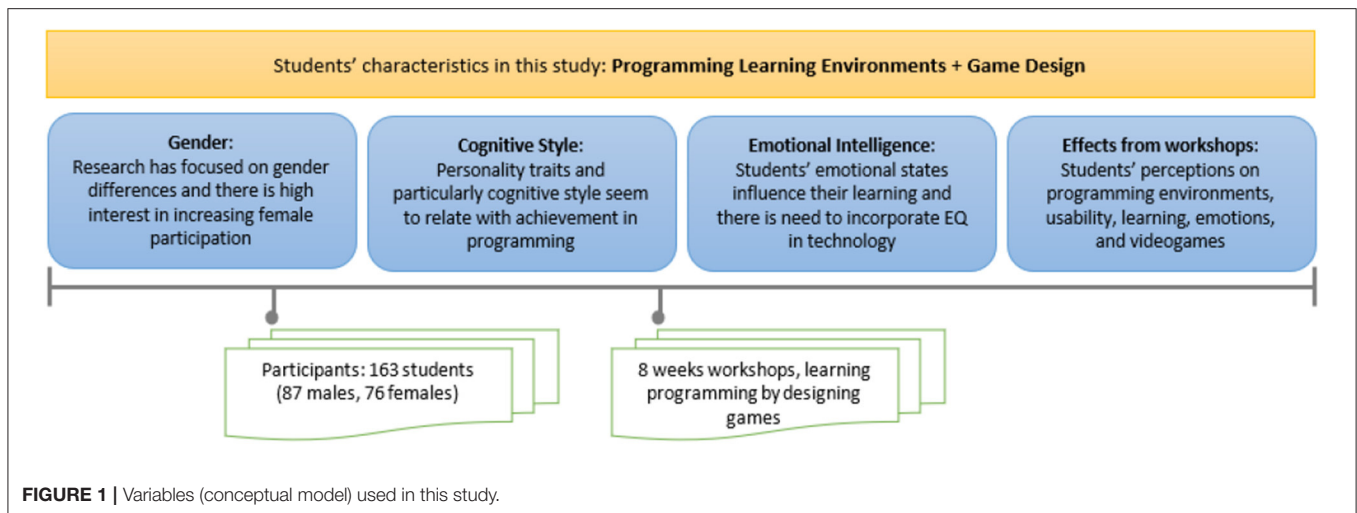 Students' characteristics in this study: Programming Learning Environments + Game Design
Gender:
Research has focused on gender
differences and there is high
interest in increasing female
participation
Cognitive Style:
Personality traits and
particularly cognitive style seem
to relate with achievement in
programming
Emotional Intelligence:
Students' emotional states
influence their learning and
there is need to incorporate EQ
in technology
Effects from workshops:
Students' perceptions on
programming environments,
usability, learning, emotions,
and videogames
Participants: 163 students
(87 males, 76 females)
8 weeks workshops, learning
programming by designing
games
FIGURE 1 | Variables (conceptual model) used in this study.